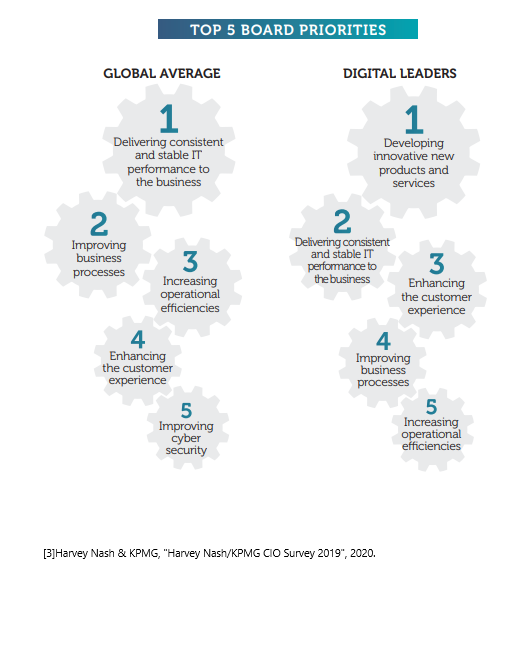 TOP 5 BOARD PRIORITIES
GLOBAL AVERAGE
1
Delivering consistent
and stable IT
performance to
the business
2
Improving
business
processes
3
Increasing
operational
efficiencies
4
Enhancing
the customer
experience
5
Improving
cyber
security
DIGITAL LEADERS
1
Developing
innovative new
products and
services
2
Delivering consistent
and stable IT
performance to
the business
3
Enhancing
the customer
experience
4
Improving
business
processes
5
Increasing
operational
efficiencies
[3]Harvey Nash & KPMG, "Harvey Nash/KPMG CIO Survey 2019", 2020.